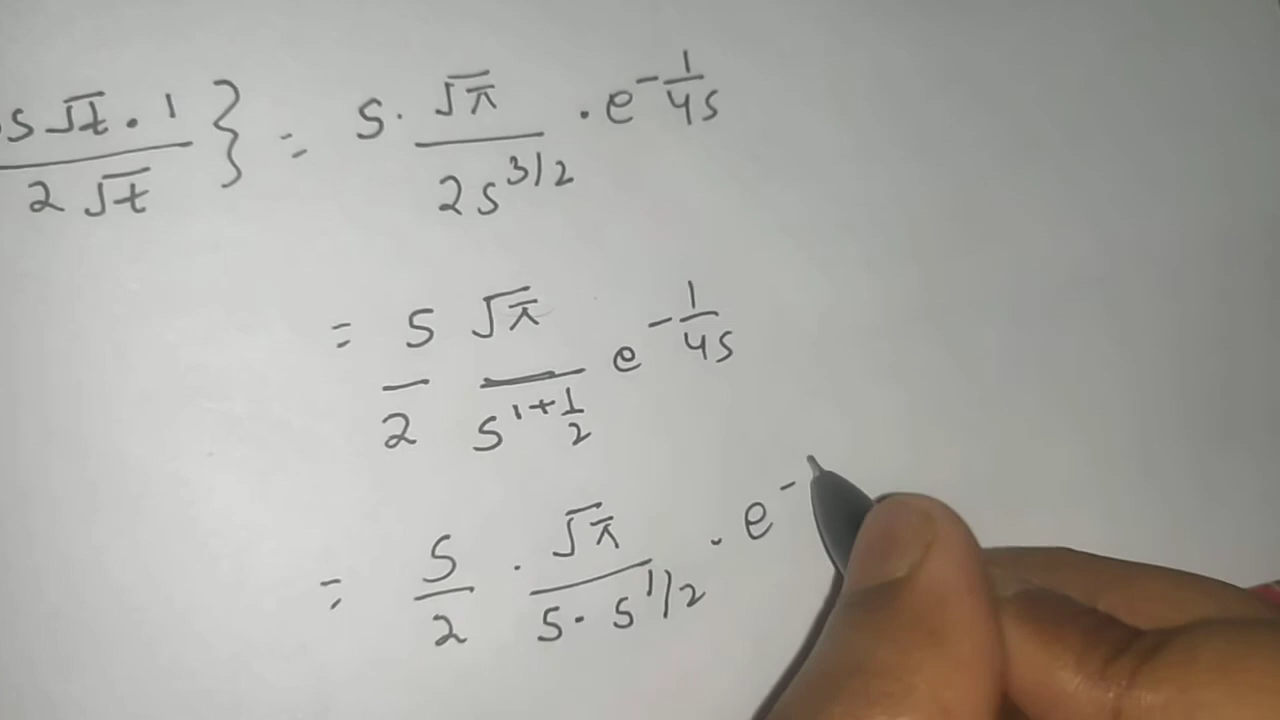 s √t · 1 / 2 √t } = s · √π / 2s^3/2 · e^-1/4s
= s/2 √π / s^1+1/2 e^-1/4s
= s/2 · √π / s · s^1/2 · e^-